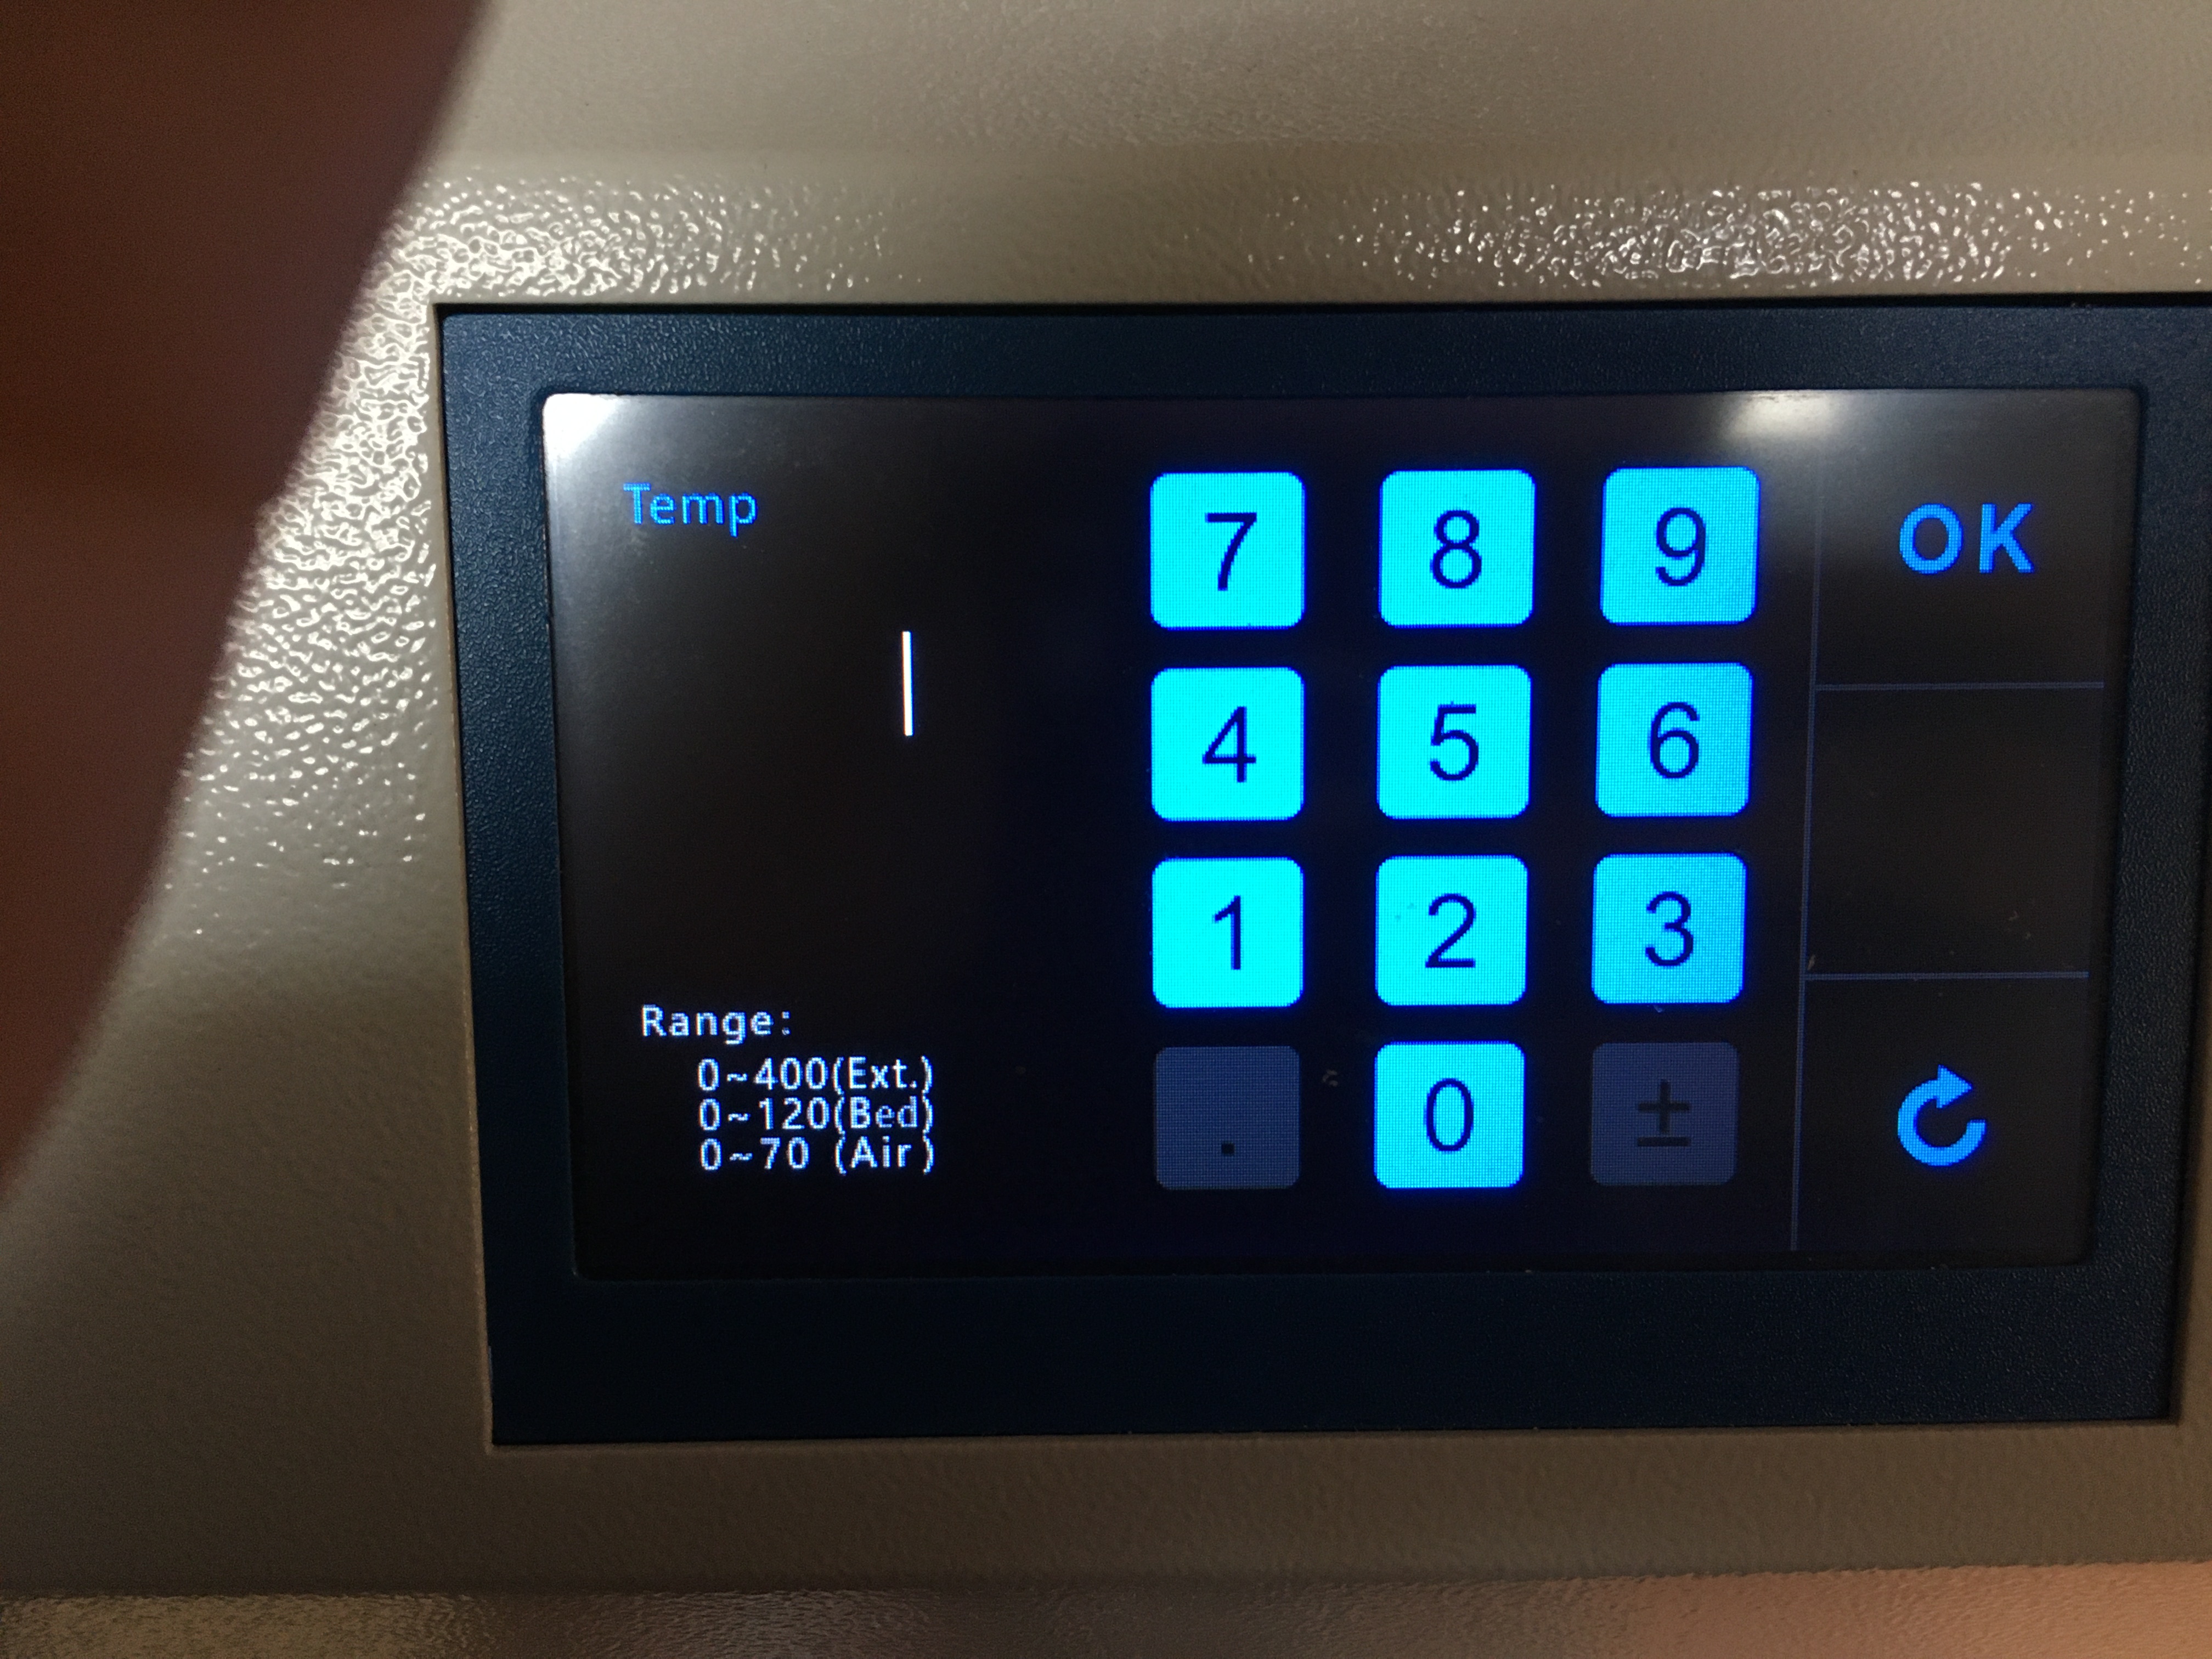 Temp
7 8 9
OK
4 5 6
1 2 3
. 0 ±
Range:
0~400(Ext.)
0~120(Bed)
0~70 (Air )